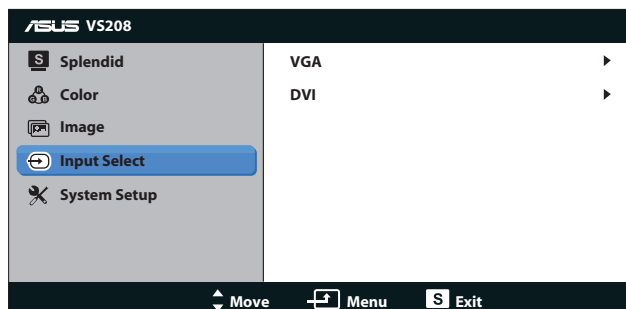 ASUS VS208
S Splendid
R G B Color
Image
Input Select
System Setup
VGA
DVI
Move Menu S Exit